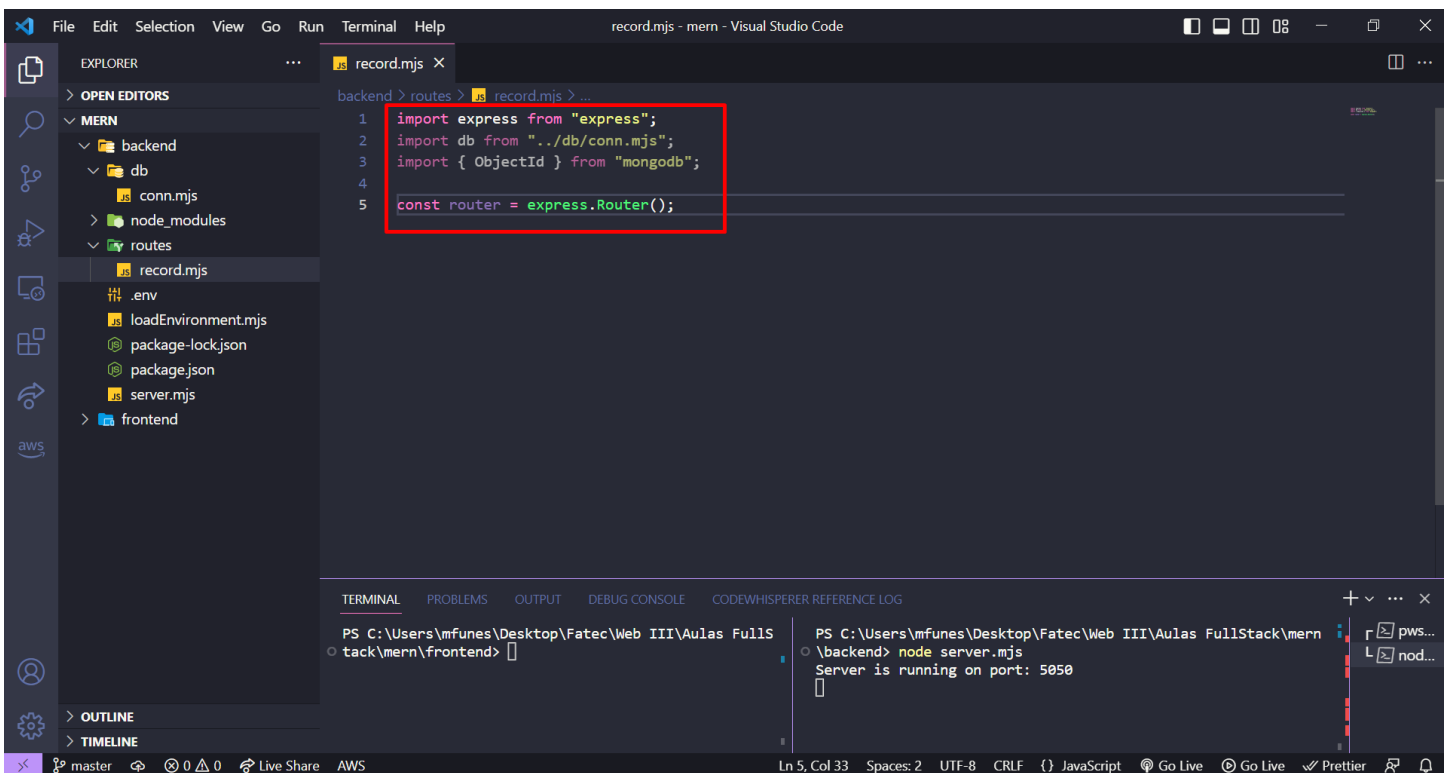 File Edit Selection View Go Run Terminal Help
record.mjs - mern - Visual Studio Code
EXPLORER
OPEN EDITORS
MERN
backend
db
conn.mjs
node_modules
routes
record.mjs
.env
loadEnvironment.mjs
package-lock.json
package.json
server.mjs
frontend
OUTLINE
TIMELINE
aws
JS record.mjs
backend > routes > JS record.mjs > ...
1 import express from "express";
2 import db from "../db/conn.mjs";
3 import { ObjectId } from "mongodb";
4
5 const router = express.Router();
TERMINAL PROBLEMS OUTPUT DEBUG CONSOLE CODEWHISPERER REFERENCE LOG
PS C:\Users\mfunes\Desktop\Fatec\Web III\Aulas FullS
tack\mern\frontend>
PS C:\Users\mfunes\Desktop\Fatec\Web III\Aulas FullStack\mern
\backend> node server.mjs
Server is running on port: 5050
pws...
nod...
master 0 0 Live Share AWS Ln 5, Col 33 Spaces: 2 UTF-8 CRLF {} JavaScript Go Live Go Live Prettier